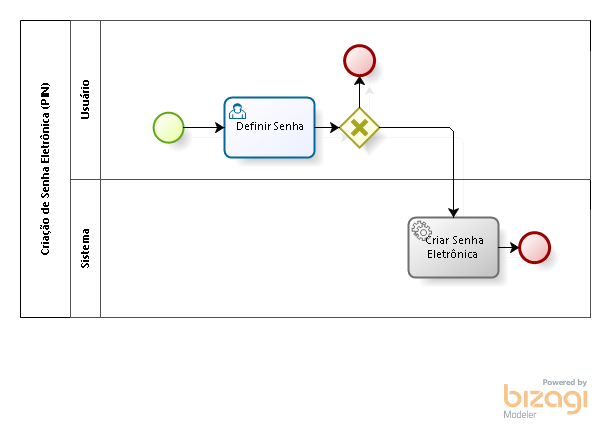 Criação de Senha Eletrônica (PIN)
Usuário
Definir Senha
Sistema
Criar Senha
Eletrônica
Powered by
bizagi
Modeler